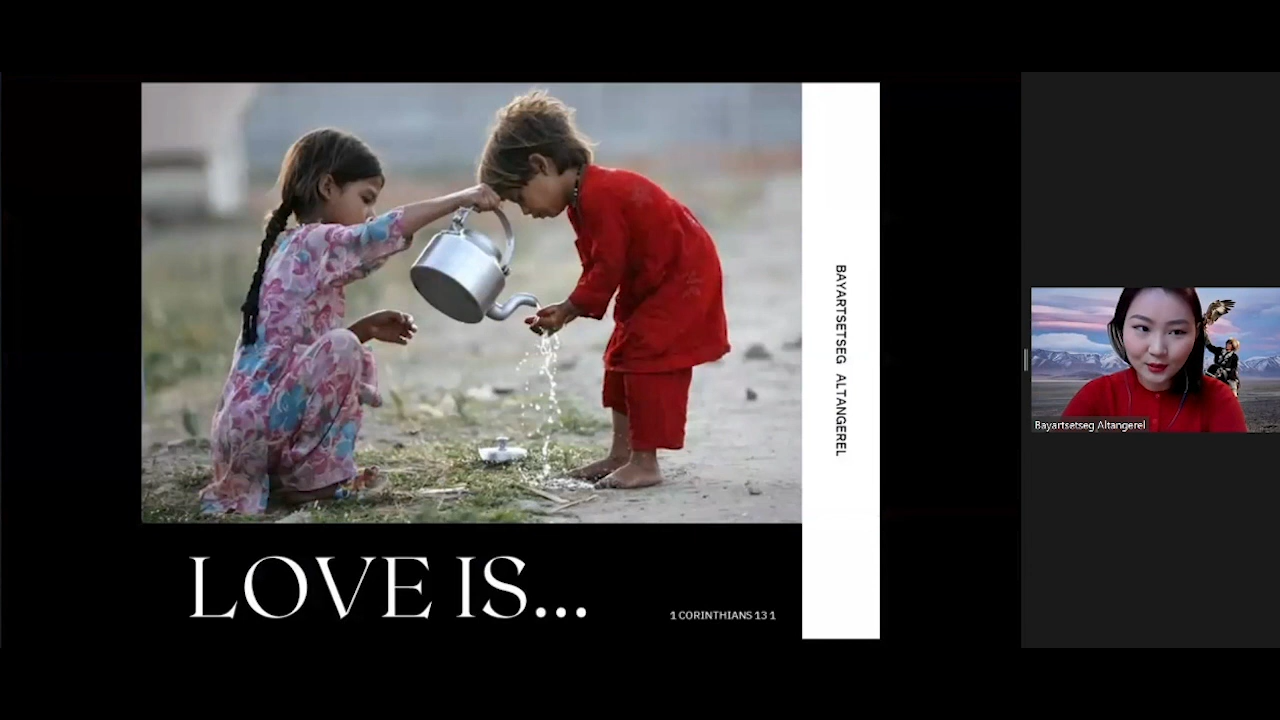 BAYARTSETSEG ALTANGEREL
LOVE IS...
1 CORINTHIANS 13 1
Bayartsetseg Altangerel